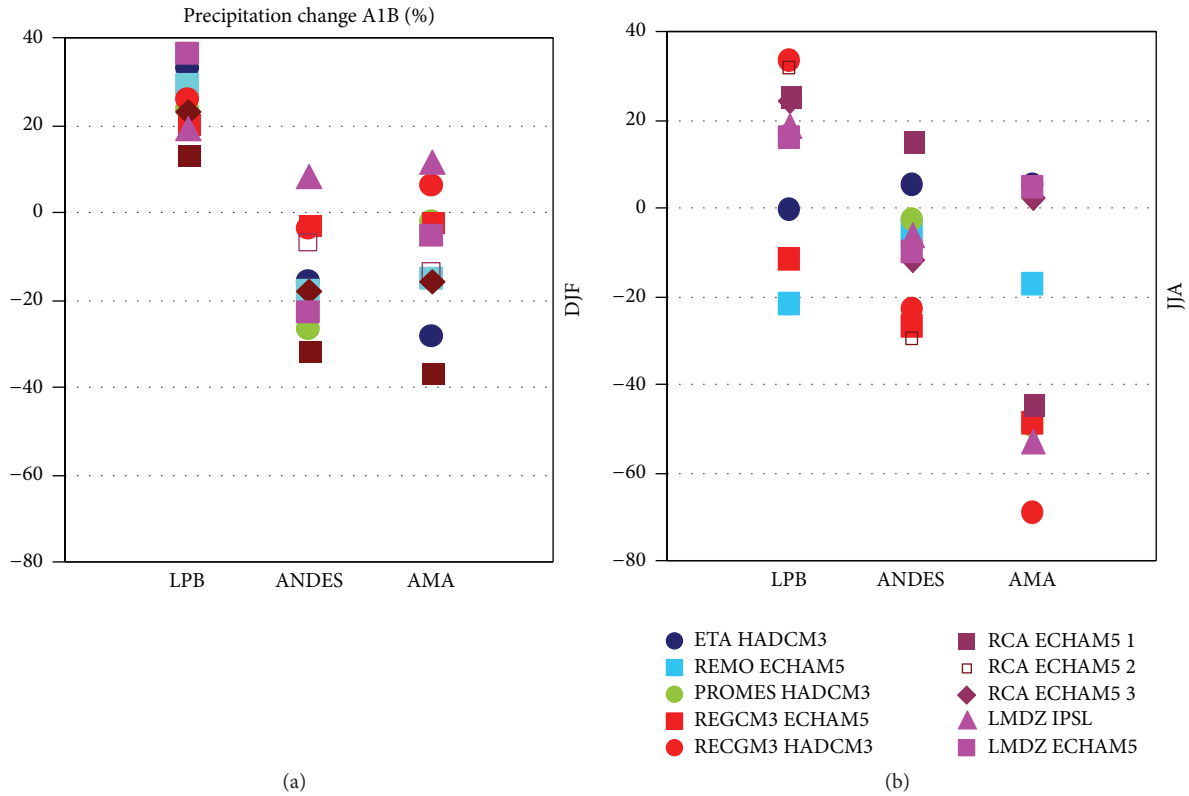 Precipitation change A1B (%)
40
20
0
−20
−40
−60
−80
LPB
ANDES
AMA
DJF
(a)
40
20
0
−20
−40
−60
−80
LPB
ANDES
AMA
JJA
ETA HADCM3
REMO ECHAM5
PROMES HADCM3
REGCM3 ECHAM5
RECGM3 HADCM3
RCA ECHAM5 1
RCA ECHAM5 2
RCA ECHAM5 3
LMDZ IPSL
LMDZ ECHAM5
(b)